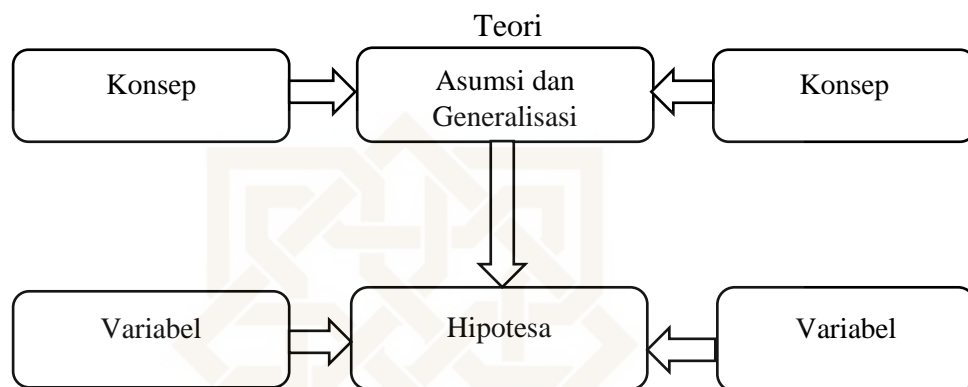 Teori
Konsep
Asumsi dan
Generalisasi
Konsep
Variabel
Hipotesa
Variabel